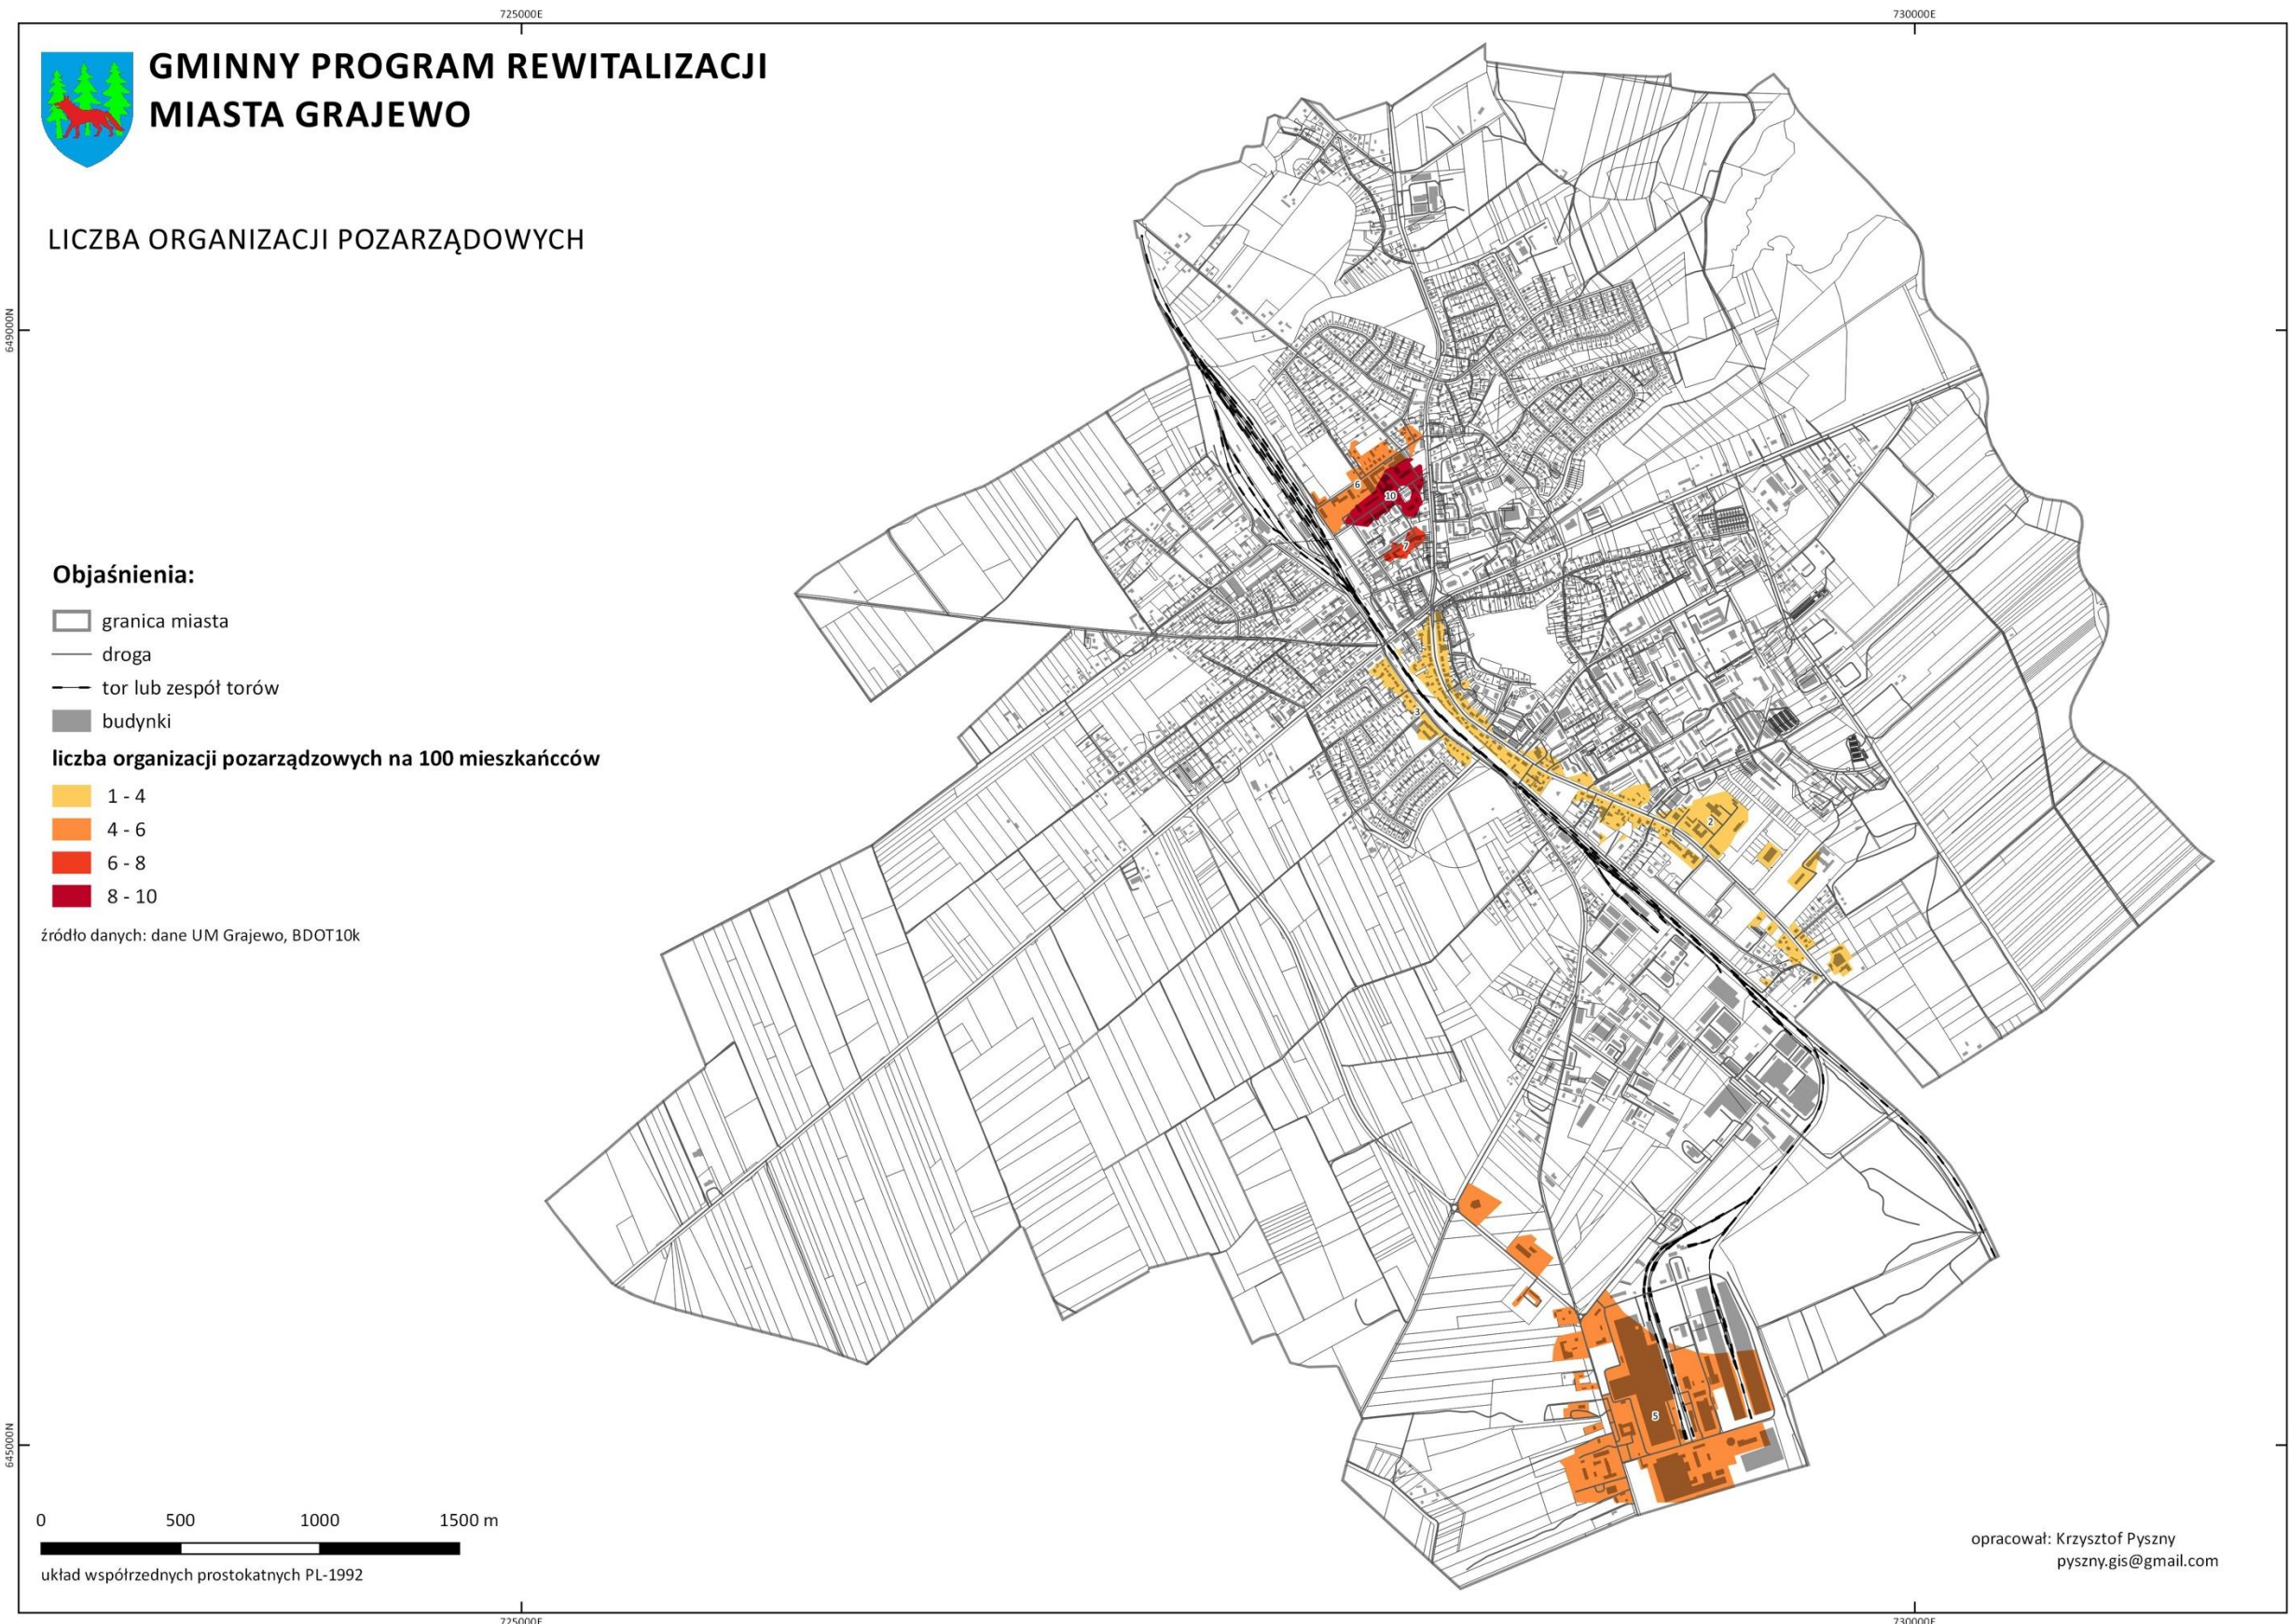 725000E
730000E
GMINNY PROGRAM REWITALIZACJI
MIASTA GRAJEWO
LICZBA ORGANIZACJI POZARZĄDOWYCH
649000N
6
10
7
Objaśnienia:
granica miasta
droga
tor lub zespół torów
budynki
liczba organizacji pozarządzowych na 100 mieszkańcców
1 - 4
4 - 6
6 - 8
8 - 10
źródło danych: dane UM Grajewo, BDOT10k
3
2
5
645000N
0 500 1000 1500 m
układ współrzędnych prostokatnych PL-1992
opracował: Krzysztof Pyszny
pyszny.gis@gmail.com
725000E
730000E